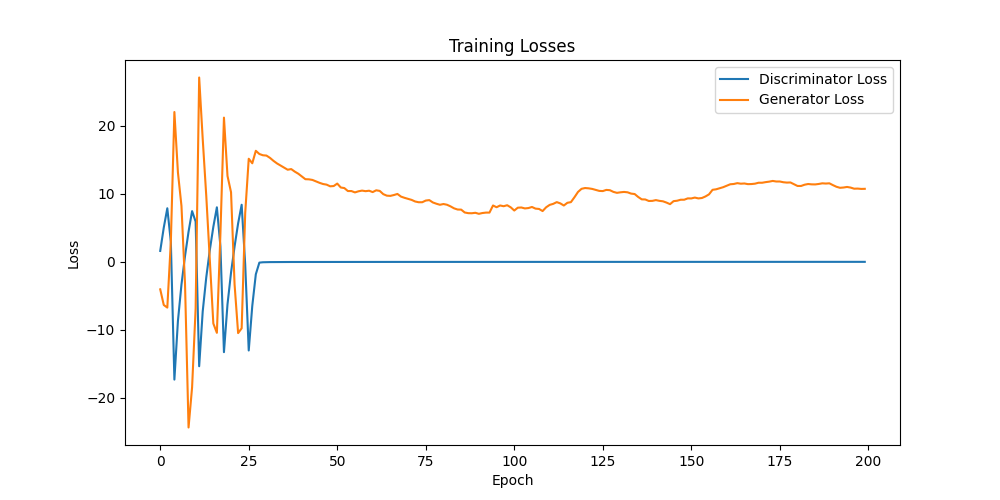 Training Losses
Discriminator Loss
Generator Loss
20
10
0
−10
−20
Loss
0 25 50 75 100 125 150 175 200
Epoch